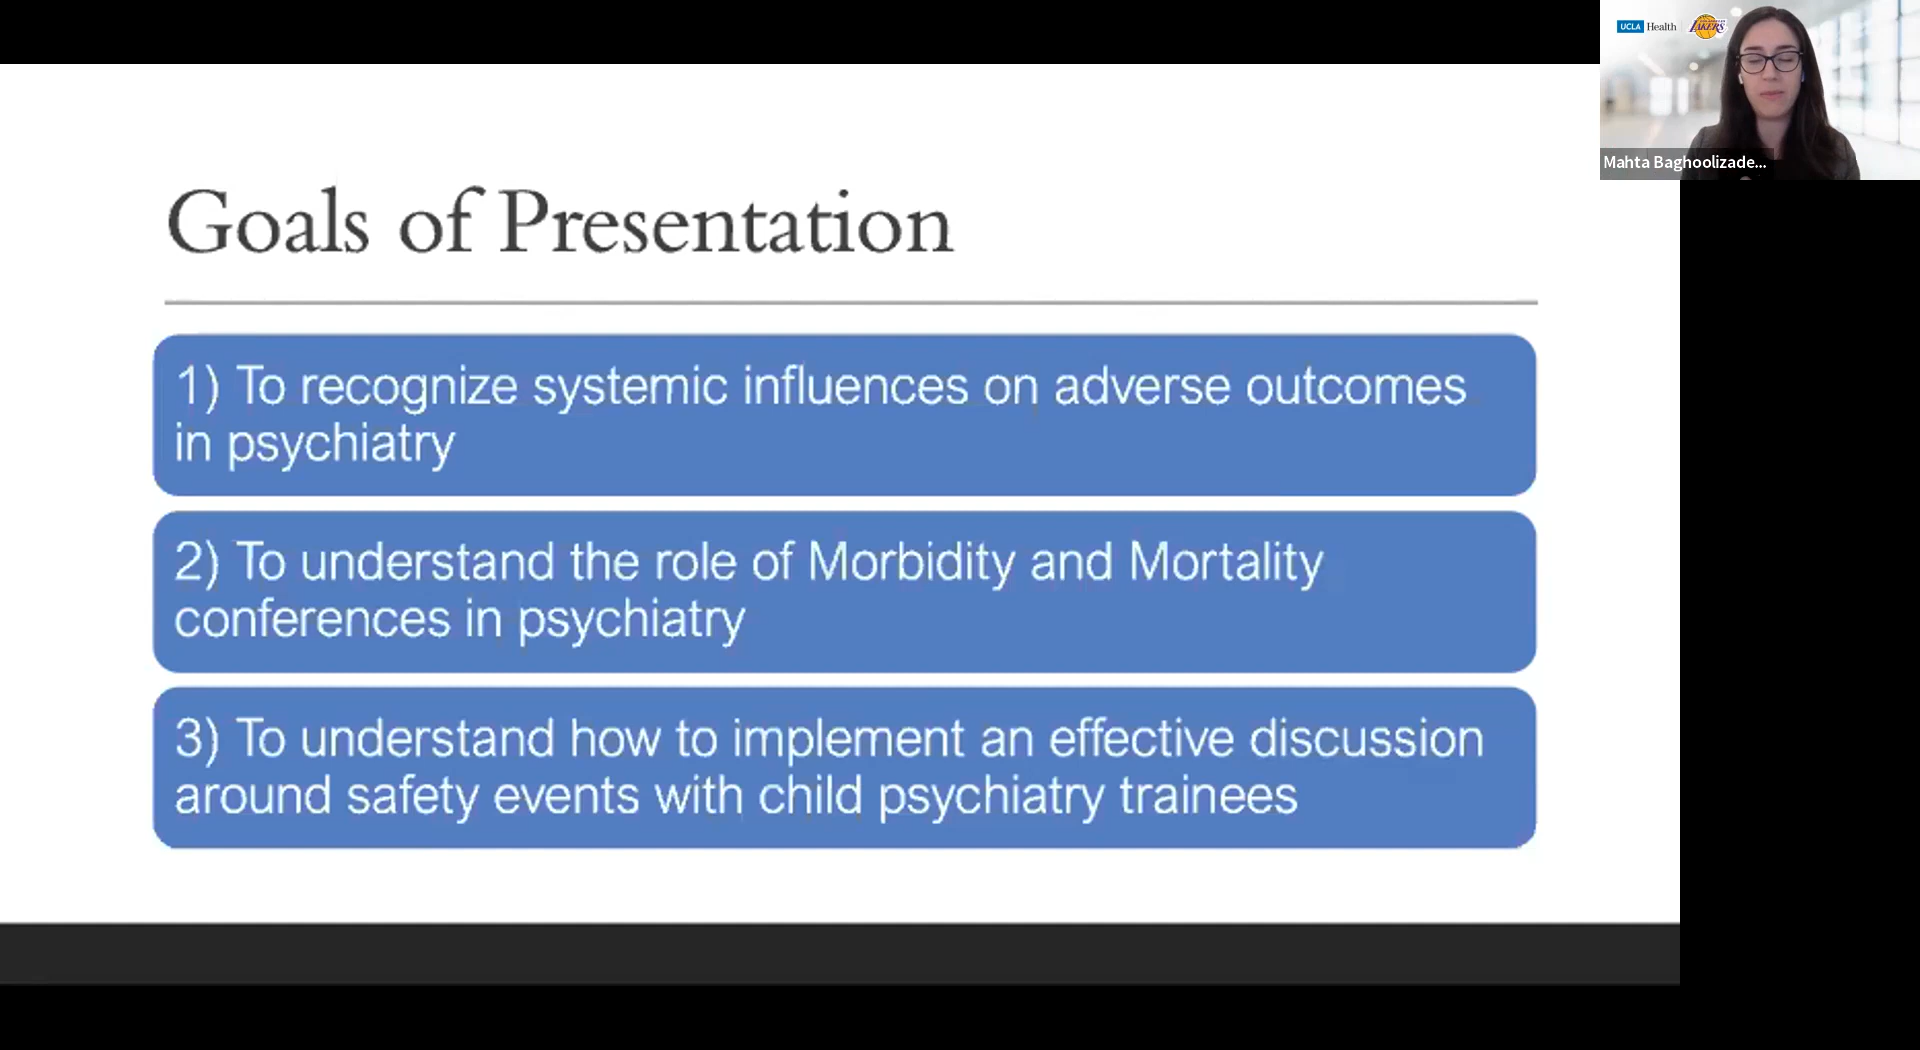 UCLA Health
LAKERS
Mahta Baghoolizade...
Goals of Presentation
1) To recognize systemic influences on adverse outcomes
in psychiatry
2) To understand the role of Morbidity and Mortality
conferences in psychiatry
3) To understand how to implement an effective discussion
around safety events with child psychiatry trainees